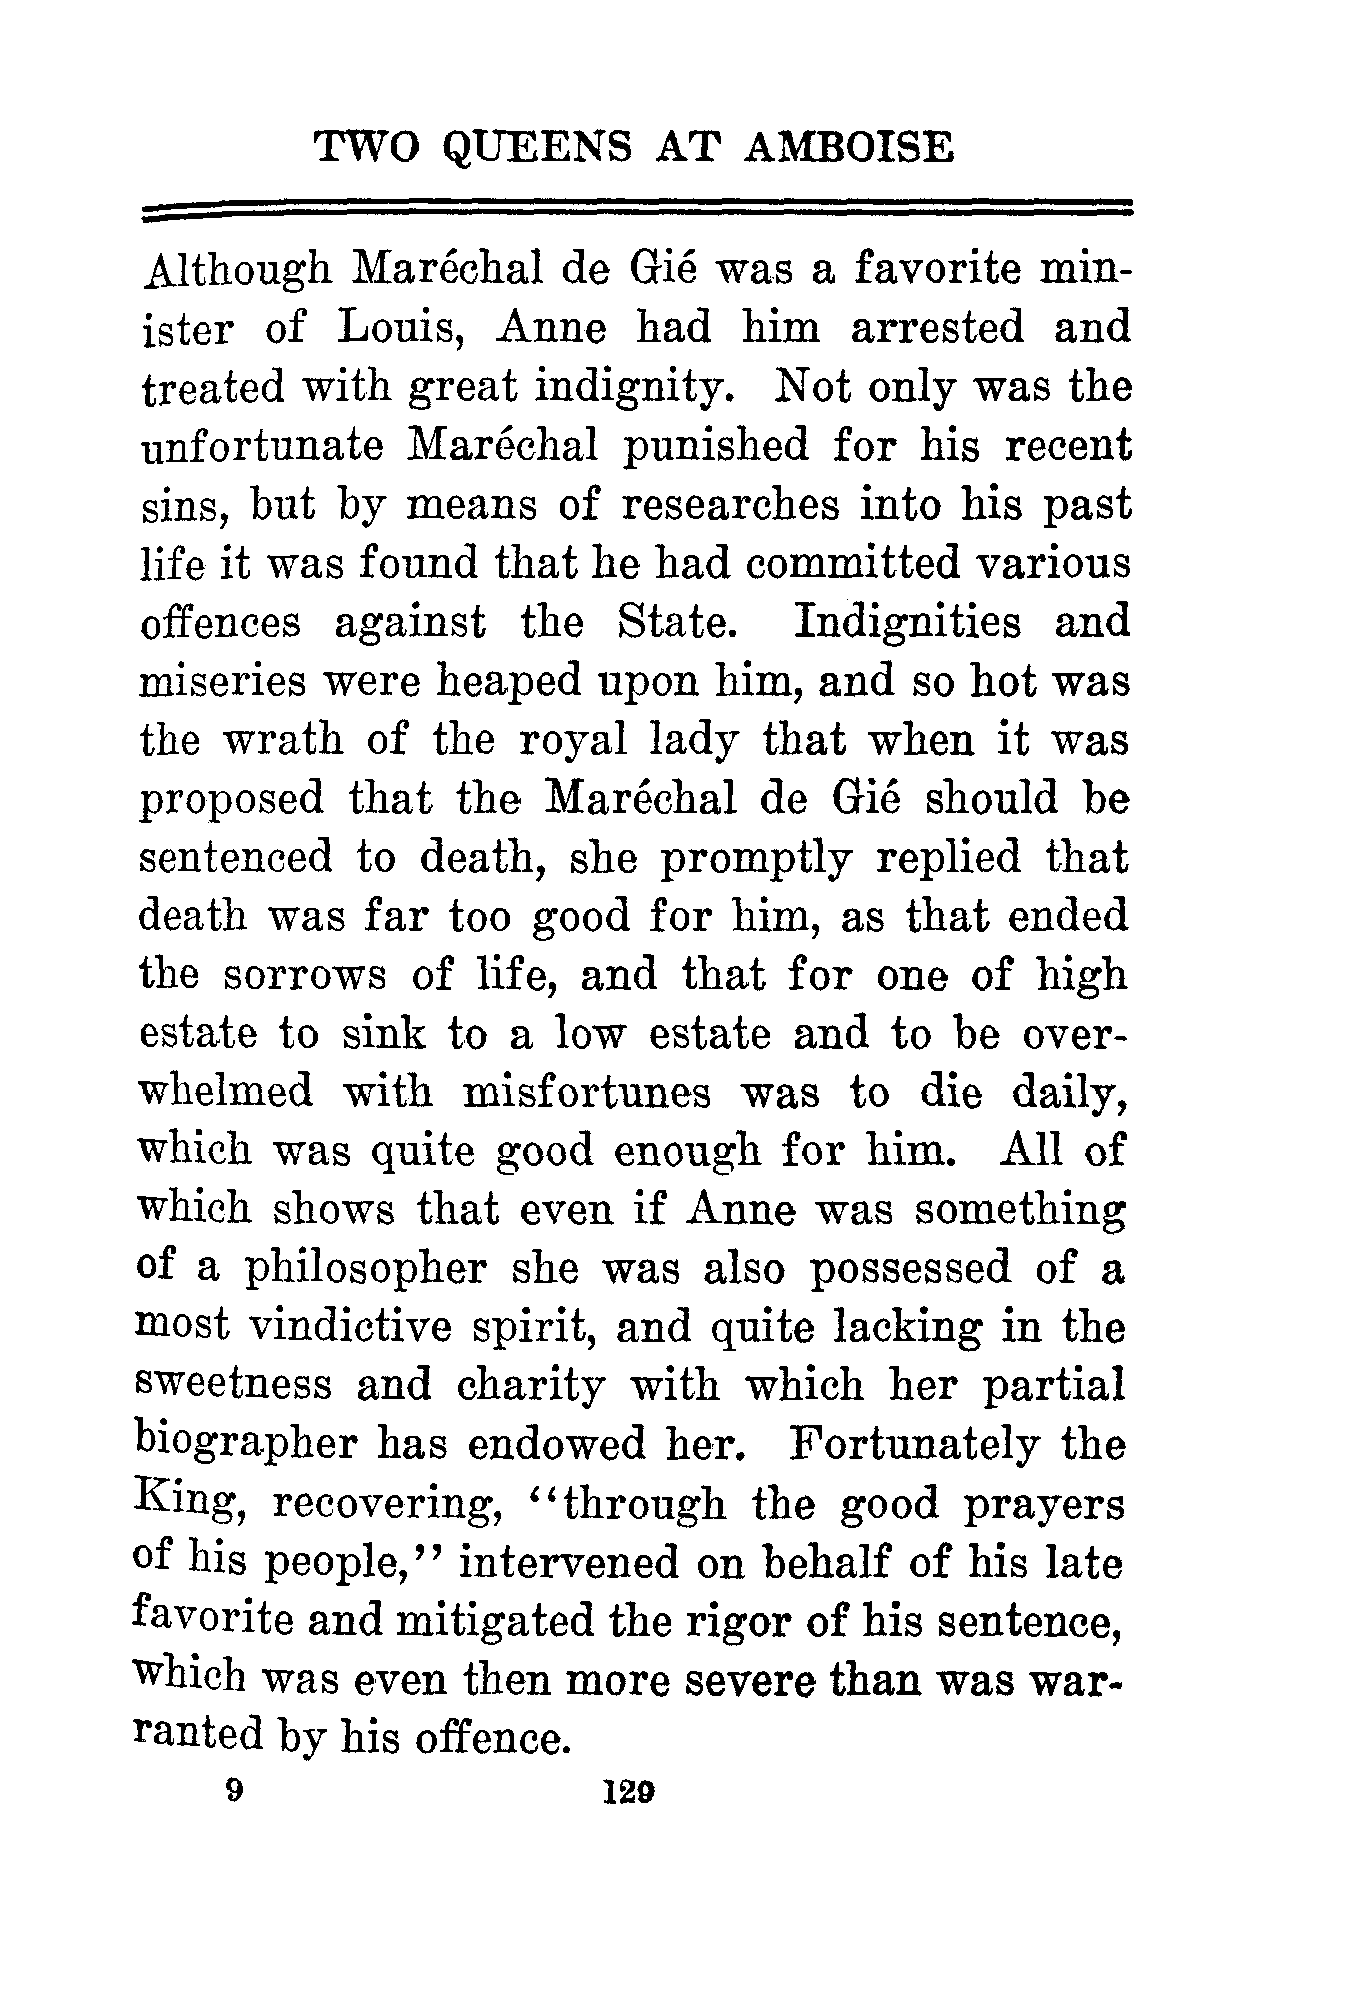 TWO QUEENS AT AMBOISE
Although Maréchal de Gié was a favorite min-
ister of Louis, Anne had him arrested and
treated with great indignity. Not only was the
unfortunate Maréchal punished for his recent
sins, but by means of researches into his past
life it was found that he had committed various
offences against the State. Indignities and
miseries were heaped upon him, and so hot was
the wrath of the royal lady that when it was
proposed that the Maréchal de Gié should be
sentenced to death, she promptly replied that
death was far too good for him, as that ended
the sorrows of life, and that for one of high
estate to sink to a low estate and to be over-
whelmed with misfortunes was to die daily,
which was quite good enough for him. All of
which shows that even if Anne was something
of a philosopher she was also possessed of a
most vindictive spirit, and quite lacking in the
sweetness and charity with which her partial
biographer has endowed her. Fortunately the
King, recovering, “through the good prayers
of his people,” intervened on behalf of his late
favorite and mitigated the rigor of his sentence,
which was even then more severe than was war-
ranted by his offence.
9 129